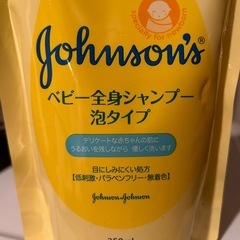 specially for newborn
Johnson's®
ベビー全身シャンプー
泡タイプ
デリケートな赤ちゃんの肌に
うるおいを残しながら 優しく洗います
目にしみにくい処方
【低刺激・パラベンフリー・無着色】
Johnson & Johnson
350ml